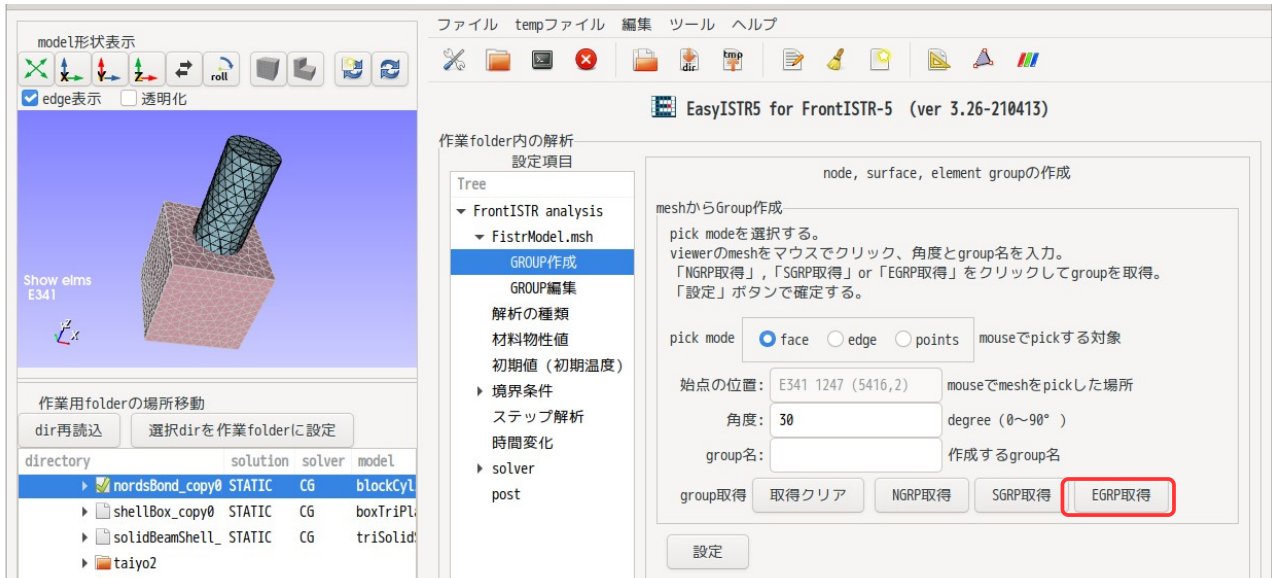 model形状表示
roll
edge表示 透明化
Show elms
E341
作業用folderの場所移動
dir再読込 選択dirを作業folderに設定
directory solution solver model
nordsBond_copy0 STATIC CG blockCyl
shellBox_copy0 STATIC CG boxTriPl
solidBeamShell_ STATIC CG triSolid
taiyo2
ファイル tempファイル 編集 ツール ヘルプ
dir tmp
EasyISTR5 for FrontISTR-5 (ver 3.26-210413)
作業folder内の解析
設定項目
Tree
FrontISTR analysis
FistrModel.msh
GROUP作成
GROUP編集
解析の種類
材料物性値
初期値 (初期温度)
境界条件
ステップ解析
時間変化
solver
post
node, surface, element groupの作成
meshからGroup作成
pick modeを選択する。
viewerのmeshをマウスでクリック、角度とgroup名を入力。
「NGRP取得」,「SGRP取得」or「EGRP取得」をクリックしてgroupを取得。
「設定」ボタンで確定する。
pick mode face edge points mouseでpickする対象
始点の位置: E341 1247 (5416,2) mouseでmeshをpickした場所
角度: 30 degree (0～90° )
group名: 作成するgroup名
group取得 取得クリア NGRP取得 SGRP取得 EGRP取得
設定